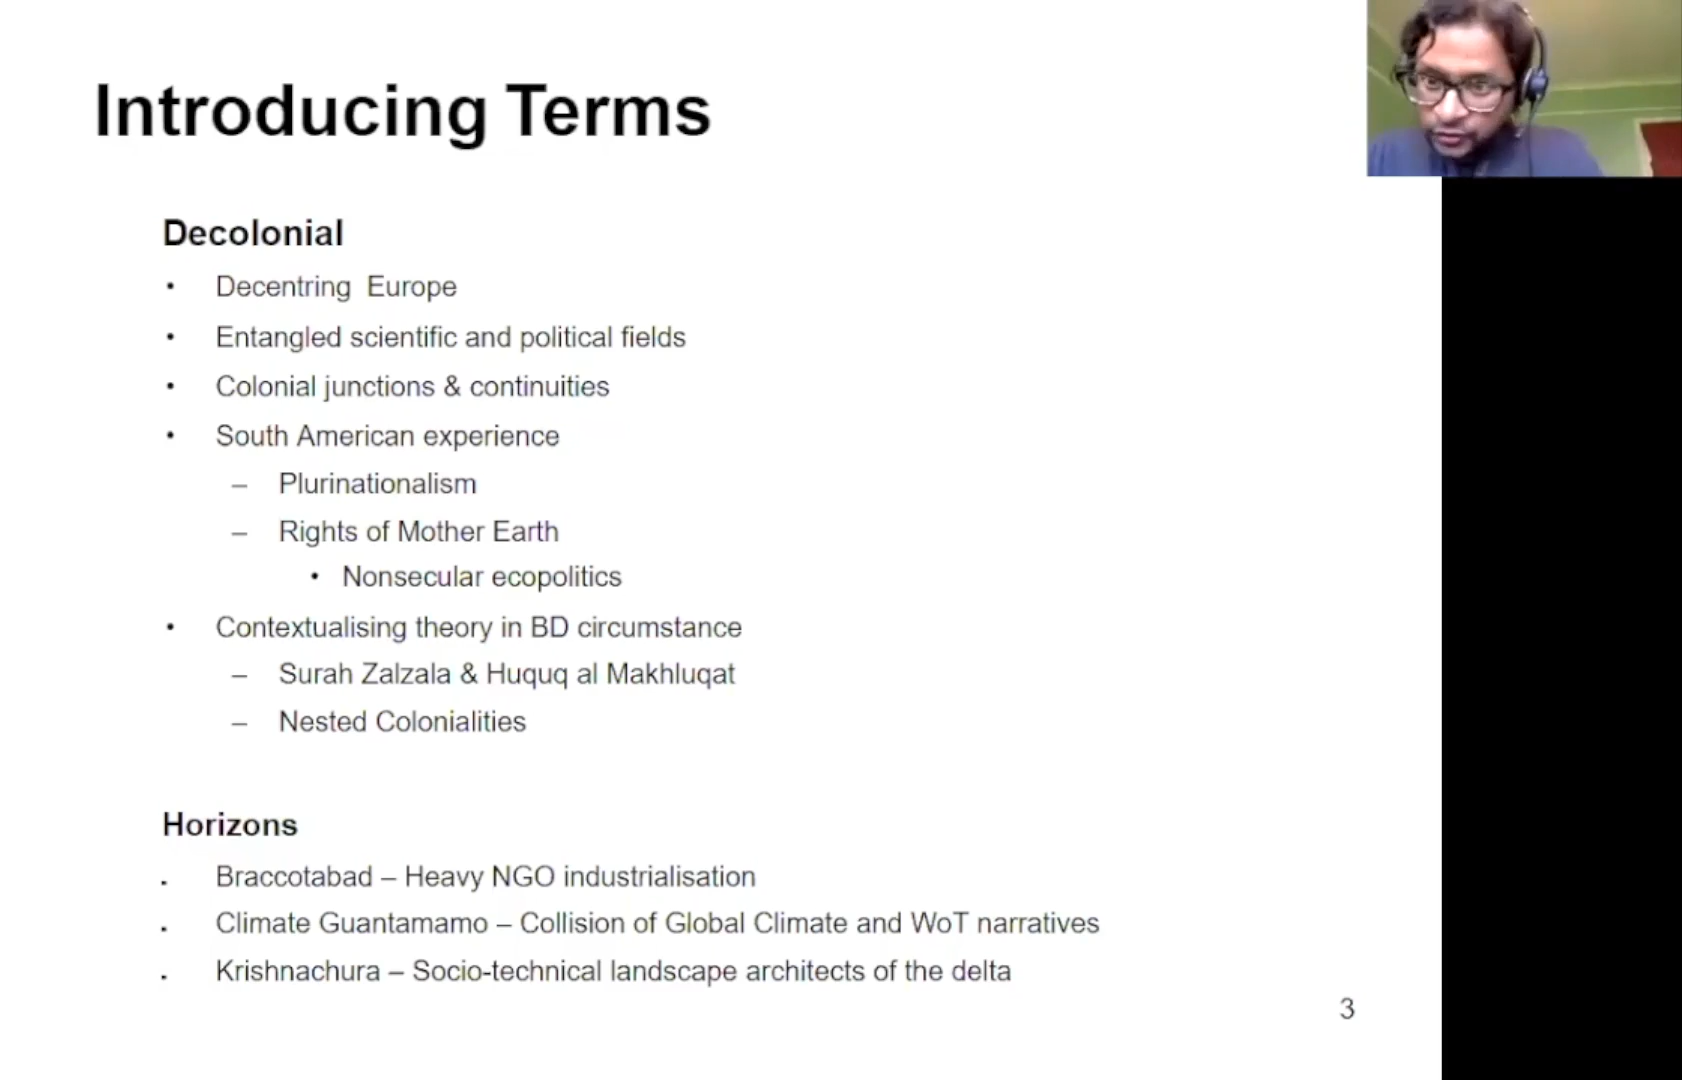 Introducing Terms
Decolonial
• Decentring Europe
• Entangled scientific and political fields
• Colonial junctions & continuities
• South American experience
– Plurinationalism
– Rights of Mother Earth
• Nonsecular ecopolitics
• Contextualising theory in BD circumstance
– Surah Zalzala & Huquq al Makhluqat
– Nested Colonialities
Horizons
. Braccotabad – Heavy NGO industrialisation
. Climate Guantamamo – Collision of Global Climate and WoT narratives
. Krishnachura – Socio-technical landscape architects of the delta
3